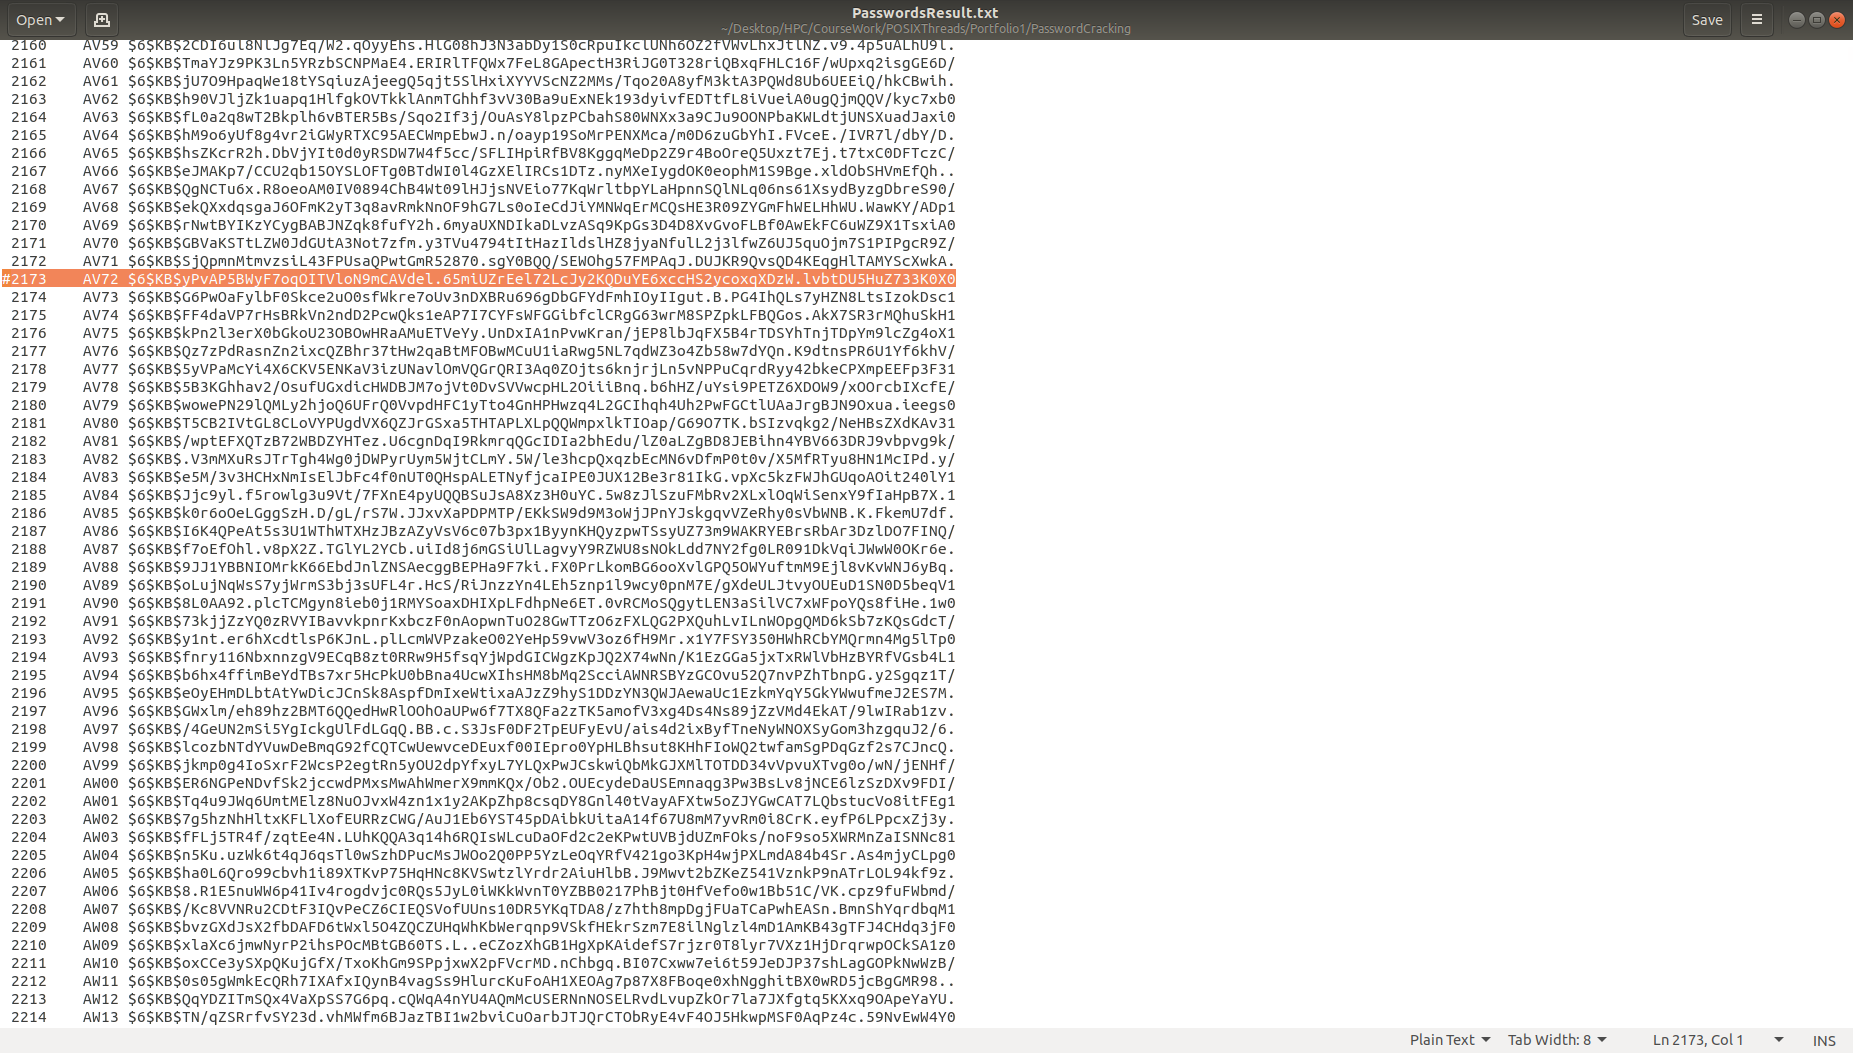 Open
PasswordsResult.txt
~/Desktop/HPC/CourseWork/POSIXThreads/Portfolio1/PasswordCracking
Save
2160 AV59 $6$KB$2CDI6ul8NlJg7Eq/W2.qOyyEhs.HlG08hJ3N3abDy1S0cRpuIkclUNh6OZ2fVWvLhxJtlNZ.v9.4p5uALhU9l.
2161 AV60 $6$KB$TmaYJz9PK3Ln5YRzbSCNPMaE4.ERIRlTFQWx7FeL8GApectH3RiJG0T328riQBxqFHLC16F/wUpxq2isgGE6D/
2162 AV61 $6$KB$jU7O9HpaqWe18tYSqiuzAjeegQ5qjt5SlHxiXYYVScNZ2MMs/Tqo20A8yfM3ktA3PQWd8Ub6UEEiQ/hkCBwih.
2163 AV62 $6$KB$h90VJljZk1uapq1HlfgkOVTkklAnmTGhhf3vV30Ba9uExNEk193dyivfEDTtfL8iVueiA0ugQjmQQV/kyc7xb0
2164 AV63 $6$KB$fL0a2q8wT2Bkplh6vBTER5Bs/Sqo2If3j/OuAsY8lpzPCbahS80WNXx3a9CJu9OONPbaKWLdtjUNSXuadJaxi0
2165 AV64 $6$KB$hM9o6yUf8g4vr2iGWyRTXC95AECWmpEbwJ.n/oayp19SoMrPENXMca/m0D6zuGbYhI.FVceE./IVR7l/dbY/D.
2166 AV65 $6$KB$hsZKcrR2h.DbVjYIt0d0yRSDW7W4f5cc/SFLIHpiRfBV8KggqMeDp2Z9r4BoOreQ5Uxzt7Ej.t7txC0DFTczC/
2167 AV66 $6$KB$eJMAKp7/CCU2qb15OYSLOFTg0BTdWI0l4GzXElIRCs1DTz.nyMXeIygdOK0eophM1S9Bge.xldObSHVmEfQh..
2168 AV67 $6$KB$QgNCTu6x.R8oeoAM0IV0894ChB4Wt09lHJjsNVEio77KqWrltbpYLaHpnnSQlNLq06ns61XsydByzgDbreS90/
2169 AV68 $6$KB$ekQXxdqsgaJ6OFmK2yT3q8avRmkNnOF9hG7Ls0oIeCdJiYMNWqErMCQsHE3R09ZYGmFhWELHhWU.WawKY/ADp1
2170 AV69 $6$KB$rNwtBYIKzYCygBABJNZqk8fufY2h.6myaUXNDIkaDLvzASq9KpGs3D4D8XvGvoFLBf0AwEkFC6uWZ9X1TsxiA0
2171 AV70 $6$KB$GBVaKSTtLZW0JdGUtA3Not7zfm.y3TVu4794tItHazIldslHZ8jyaNfulL2j3lfwZ6UJ5quOjm7S1PIPgcR9Z/
2172 AV71 $6$KB$SjQpmnMtmvzsiL43FPUsaQPwtGmR52870.sgY0BQQ/SEWOhg57FMPAqJ.DUJKR9QvsQD4KEqgHlTAMYScXwkA.
#2173 AV72 $6$KB$yPvAP5BWyF7oqOITVloN9mCAVdel.65miUZrEel72LcJy2KQDuYE6xccHS2ycoxqXDzW.lvbtDU5HuZ733K0X0
2174 AV73 $6$KB$G6PwOaFylbF0Skce2uO0sfWkre7oUv3nDXBRu696gDbGFYdFmhIOyIIgut.B.PG4IhQLs7yHZN8LtsIzokDsc1
2175 AV74 $6$KB$FF4daVP7rHsBRkVn2ndD2PcwQks1eAP7I7CYFsWFGGibfclCRgG63wrM8SPZpkLFBQGos.AkX7SR3rMQhuSkH1
2176 AV75 $6$KB$kPn2l3erX0bGkoU23OBOwHRaAMuETVeYy.UnDxIA1nPvwKran/jEP8lbJqFX5B4rTDSYhTnjTDpYm9lcZg4oX1
2177 AV76 $6$KB$Qz7zPdRasnZn2ixcQZBhr37tHw2qaBtMFOBwMCuU1iaRwg5NL7qdWZ3o4Zb58w7dYQn.K9dtnsPR6U1Yf6khV/
2178 AV77 $6$KB$5yVPaMcYi4X6CKV5ENKaV3izUNavlOmVQGrQRI3Aq0ZOjts6knjrjLn5vNPPuCqrdRyy42bkeCPXmpEEFp3F31
2179 AV78 $6$KB$5B3KGhhav2/OsufUGxdicHWDBJM7ojVt0DvSVVwcpHL2OiiiBnq.b6hHZ/uYsi9PETZ6XDOW9/xOOrcbIXcfE/
2180 AV79 $6$KB$wowePN29lQMLy2hjoQ6UFrQ0VvpdHFC1yTto4GnHPHwzq4L2GCIhqh4Uh2PwFGCtlUAaJrgBJN9Oxua.ieegs0
2181 AV80 $6$KB$T5CB2IVtGL8CLoVYPUgdVX6QZJrGSxa5THTAPLXLpQQWmpxlkTIOap/G69O7TK.bSIzvqkg2/NeHBsZXdKAv31
2182 AV81 $6$KB$/wptEFXQTzB72WBDZYHTez.U6cgnDqI9RkmrqQGcIDIa2bhEdu/lZ0aLZgBD8JEBihn4YBV663DRJ9vbpvg9k/
2183 AV82 $6$KB$.V3mMXuRsJTrTgh4Wg0jDWPyrUym5WjtCLmY.5W/le3hcpQxqzbEcMN6vDfmP0t0v/X5MfRTyu8HN1McIPd.y/
2184 AV83 $6$KB$e5M/3v3HCHxNmIsElJbFc4f0nUT0QHspALETNyfjcaIPE0JUX12Be3r81IkG.vpXc5kzFWJhGUqoAOit240lY1
2185 AV84 $6$KB$Jjc9yl.f5rowlg3u9Vt/7FXnE4pyUQQBSuJsA8Xz3H0uYC.5w8zJlSzuFMbRv2XLxlOqWiSenxY9fIaHpB7X.1
2186 AV85 $6$KB$k0r6oOeLGggSzH.D/gL/rS7W.JJxvXaPDPMTP/EKkSW9d9M3oWjJPnYJskgqvVZeRhy0sVbWNB.K.FkemU7df.
2187 AV86 $6$KB$I6K4QPeAt5s3U1WThWTXHzJBzAZyVsV6c07b3px1ByynKHQyzpwTSsyUZ73m9WAKRYEBrsRbAr3DzlDO7FINQ/
2188 AV87 $6$KB$f7oEfOhl.v8pX2Z.TGlYL2YCb.uiId8j6mGSiUlLagvyY9RZWU8sNOkLdd7NY2fg0LR091DkVqiJWwW0OKr6e.
2189 AV88 $6$KB$9JJ1YBBNIOMrkK66EbdJnlZNSAecggBEPHa9F7ki.FX0PrLkomBG6ooXvlGPQ5OWYuftmM9Ejl8vKvWNJ6yBq.
2190 AV89 $6$KB$oLujNqWsS7yjWrmS3bj3sUFL4r.HcS/RiJnzzYn4LEh5znp1l9wcy0pnM7E/gXdeULJtvyOUEuD1SN0D5beqV1
2191 AV90 $6$KB$8L0AA92.plcTCMgyn8ieb0j1RMYSoaxDHIXpLFdhpNe6ET.0vRCMoSQgytLEN3aSilVC7xWFpoYQs8fiHe.1w0
2192 AV91 $6$KB$73kjjZzYQ0zRVYIBavvkpnrKxbczF0nAopwnTuO28GwTTzO6zFXLQG2PXQuhLvILnWOpgQMD6kSb7zKQsGdcT/
2193 AV92 $6$KB$y1nt.er6hXcdtlsP6KJnL.plLcmWVPzakeO02YeHp59vwV3oz6fH9Mr.x1Y7FSY350HWhRCbYMQrmn4Mg5lTp0
2194 AV93 $6$KB$fnry116NbxnnzgV9ECqB8zt0RRw9H5fsqYjWpdGICWgzKpJQ2X74wNn/K1EzGGa5jxTxRWlVbHzBYRfVGsb4L1
2195 AV94 $6$KB$b6hx4ffimBeYdTBs7xr5HcPkU0bBna4UcwXIhsHM8bMq2ScciAWNRSBYzGCOvu52Q7nvPZhTbnpG.y2Sgqz1T/
2196 AV95 $6$KB$eOyEHmDLbtAtYwDicJCnSk8AspfDmIxeWtixaAJzZ9hyS1DDzYN3QWJAewaUc1EzkmYqY5GkYWwufmeJ2ES7M.
2197 AV96 $6$KB$GWxlm/eh89hz2BMT6QQedHwRlOOhOaUPw6f7TX8QFa2zTK5amofV3xg4Ds4Ns89jZzVMd4EkAT/9lwIRab1zv.
2198 AV97 $6$KB$/4GeUN2mSi5YgIckgUlFdLGqQ.BB.c.S3JsF0DF2TpEUFyEvU/ais4d2ixByfTneNyWNOXSyGom3hzgquJ2/6.
2199 AV98 $6$KB$lcozbNTdYVuwDeBmqG92fCQTCwUewvceDEuxf00IEpro0YpHLBhsut8KHhFIoWQ2twfamSgPDqGzf2s7CJncQ.
2200 AV99 $6$KB$jkmp0g4IoSxrF2WcsP2egtRn5yOU2dpYfxyL7YLQxPwJCskwiQbMkGJXMlTOTDD34vVpvuXTvg0o/wN/jENHf/
2201 AW00 $6$KB$ER6NGPeNDvfSk2jccwdPMxsMwAhWmerX9mmKQx/Ob2.OUEcydeDaUSEmnaqg3Pw3BsLv8jNCE6lzSzDXv9FDI/
2202 AW01 $6$KB$Tq4u9JWq6UmtMElz8NuOJvxW4zn1x1y2AKpZhp8csqDY8Gnl40tVayAFXtw5oZJYGwCAT7LQbstucVo8itFEg1
2203 AW02 $6$KB$7g5hzNhHltxKFLlXofEURRzCWG/AuJ1Eb6YST45pDAibkUitaA14f67U8mM7yvRm0i8CrK.eyfP6LPpcxZj3y.
2204 AW03 $6$KB$fFLj5TR4f/zqtEe4N.LUhKQQA3q14h6RQIsWLcuDaOFd2c2eKPwtUVBjdUZmFOks/noF9so5XWRMnZaISNNc81
2205 AW04 $6$KB$n5Ku.uzWk6t4qJ6qsTl0wSzhDPucMsJWOo2Q0PP5YzLeOqYRfV421go3KpH4wjPXLmdA84b4Sr.As4mjyCLpg0
2206 AW05 $6$KB$ha0L6Qro99cbvh1i89XTKvP75HqHNc8KVSwtzlYrdr2AiuHlbB.J9Mwvt2bZKeZ541VznkP9nATrLOL94kf9z.
2207 AW06 $6$KB$8.R1E5nuWW6p41Iv4rogdvjc0RQs5JyL0iWKkWvnT0YZBB0217PhBjt0HfVefo0w1Bb51C/VK.cpz9fuFWbmd/
2208 AW07 $6$KB$/Kc8VVNRu2CDtF3IQvPeCZ6CIEQSVofUUns10DR5YKqTDA8/z7hth8mpDgjFUaTCaPwhEASn.BmnShYqrdbqM1
2209 AW08 $6$KB$bvzGXdJsX2fbDAFD6tWxl5O4ZQCZUHqWhKbWerqnp9VSkfHEkrSzm7E8ilNglzl4mD1AmKB43gTFJ4CHdq3jF0
2210 AW09 $6$KB$xlaXc6jmwNyrP2ihsPOcMBtGB60TS.L..eCZozXhGB1HgXpKAidefS7rjzr0T8lyr7VXz1HjDrqrwpOCkSA1z0
2211 AW10 $6$KB$oxCCe3ySXpQKujGfX/TxoKhGm9SPpjxwX2pFVcrMD.nChbgq.BI07Cxww7ei6t59JeDJP37shLagGOPkNwWzB/
2212 AW11 $6$KB$0s05gWmkEcQRh7IXAfxIQynB4vagSs9HlurcKuFoAH1XEOAg7p87X8FBoqe0xhNgghitBX0wRD5jcBgGMR98..
2213 AW12 $6$KB$QqYDZITmSQx4VaXpSS7G6pq.cQWqA4nYU4AQmMcUSERNnNOSELRvdLvupZkOr7la7JXfgtq5KXxq9OApeYaYU.
2214 AW13 $6$KB$TN/qZSRrfvSY23d.vhMWfm6BJazTBI1w2bviCuOarbJTJQrCTObRyE4vF4OJ5HkwpMSF0AqPz4c.59NvEwW4Y0
Plain Text
Tab Width: 8
Ln 2173, Col 1
INS